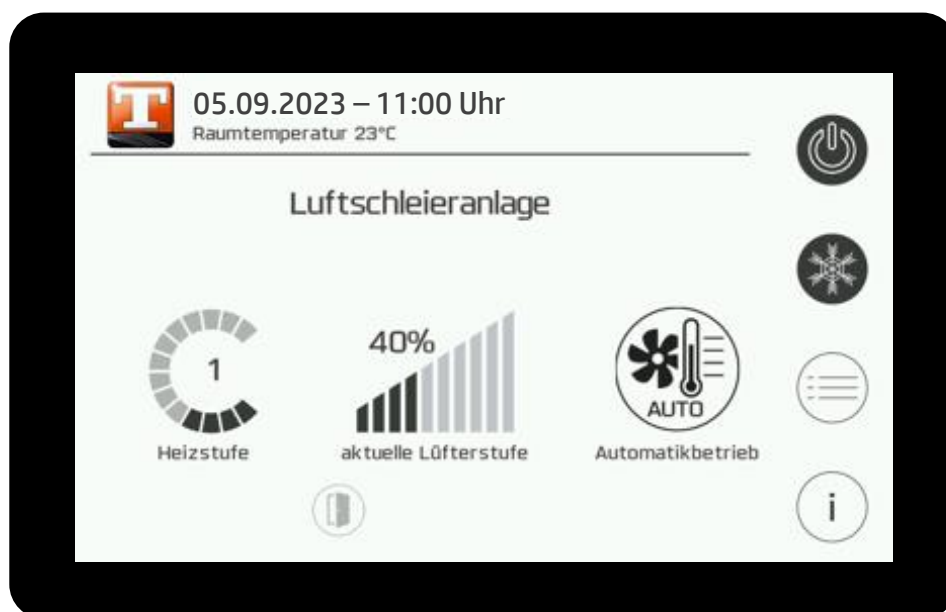 T
05.09.2023 – 11:00 Uhr
Raumtemperatur 23°C
Luftschleieranlage
1
40%
AUTO
Heizstufe
aktuelle Lüfterstufe
Automatikbetrieb
i